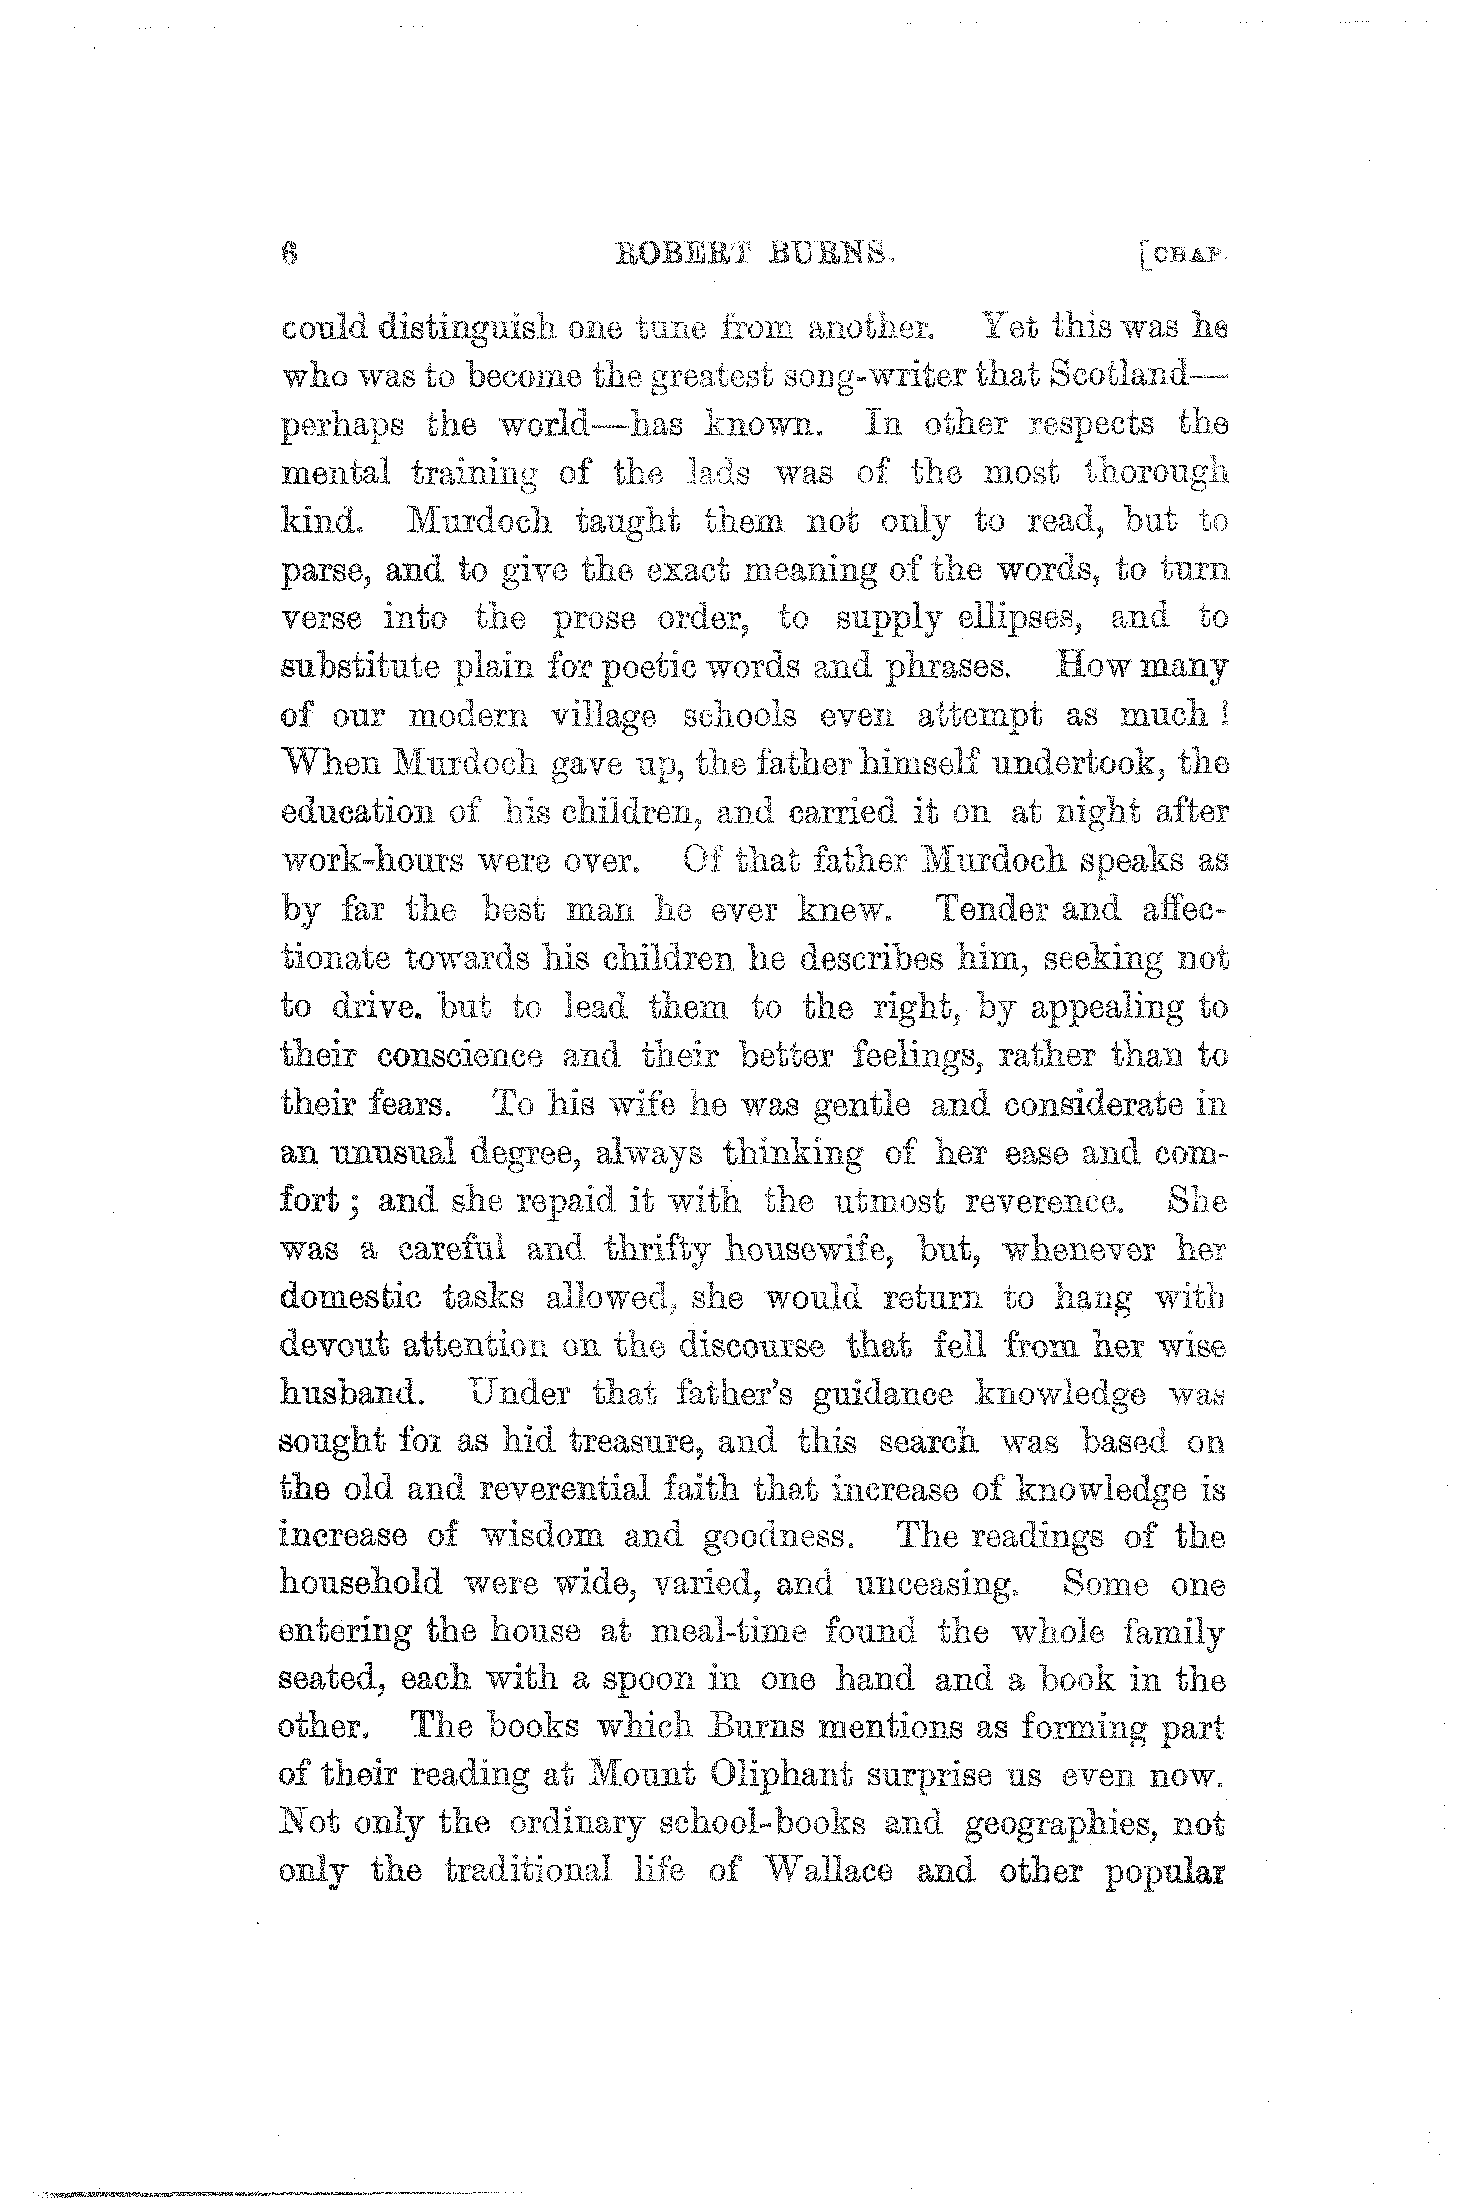 6 ROBERT BURNS. [CHAP.
could distinguish one tune from another. Yet this was he
who was to become the greatest song-writer that Scotland—
perhaps the world—has known. In other respects the
mental training of the lads was of the most thorough
kind. Murdoch taught them not only to read, but to
parse, and to give the exact meaning of the words, to turn
verse into the prose order, to supply ellipses, and to
substitute plain for poetic words and phrases. How many
of our modern village schools even attempt as much!
When Murdoch gave up, the father himself undertook, the
education of his children, and carried it on at night after
work-hours were over. Of that father Murdoch speaks as
by far the best man he ever knew. Tender and affec-
tionate towards his children he describes him, seeking not
to drive. but to lead them to the right, by appealing to
their conscience and their better feelings, rather than to
their fears. To his wife he was gentle and considerate in
an unusual degree, always thinking of her ease and com-
fort; and she repaid it with the utmost reverence. She
was a careful and thrifty housewife, but, whenever her
domestic tasks allowed, she would return to hang with
devout attention on the discourse that fell from her wise
husband. Under that father's guidance knowledge was
sought for as hid treasure, and this search was based on
the old and reverential faith that increase of knowledge is
increase of wisdom and goodness. The readings of the
household were wide, varied, and unceasing. Some one
entering the house at meal-time found the whole family
seated, each with a spoon in one hand and a book in the
other. The books which Burns mentions as forming part
of their reading at Mount Oliphant surprise us even now.
Not only the ordinary school-books and geographies, not
only the traditional life of Wallace and other popular